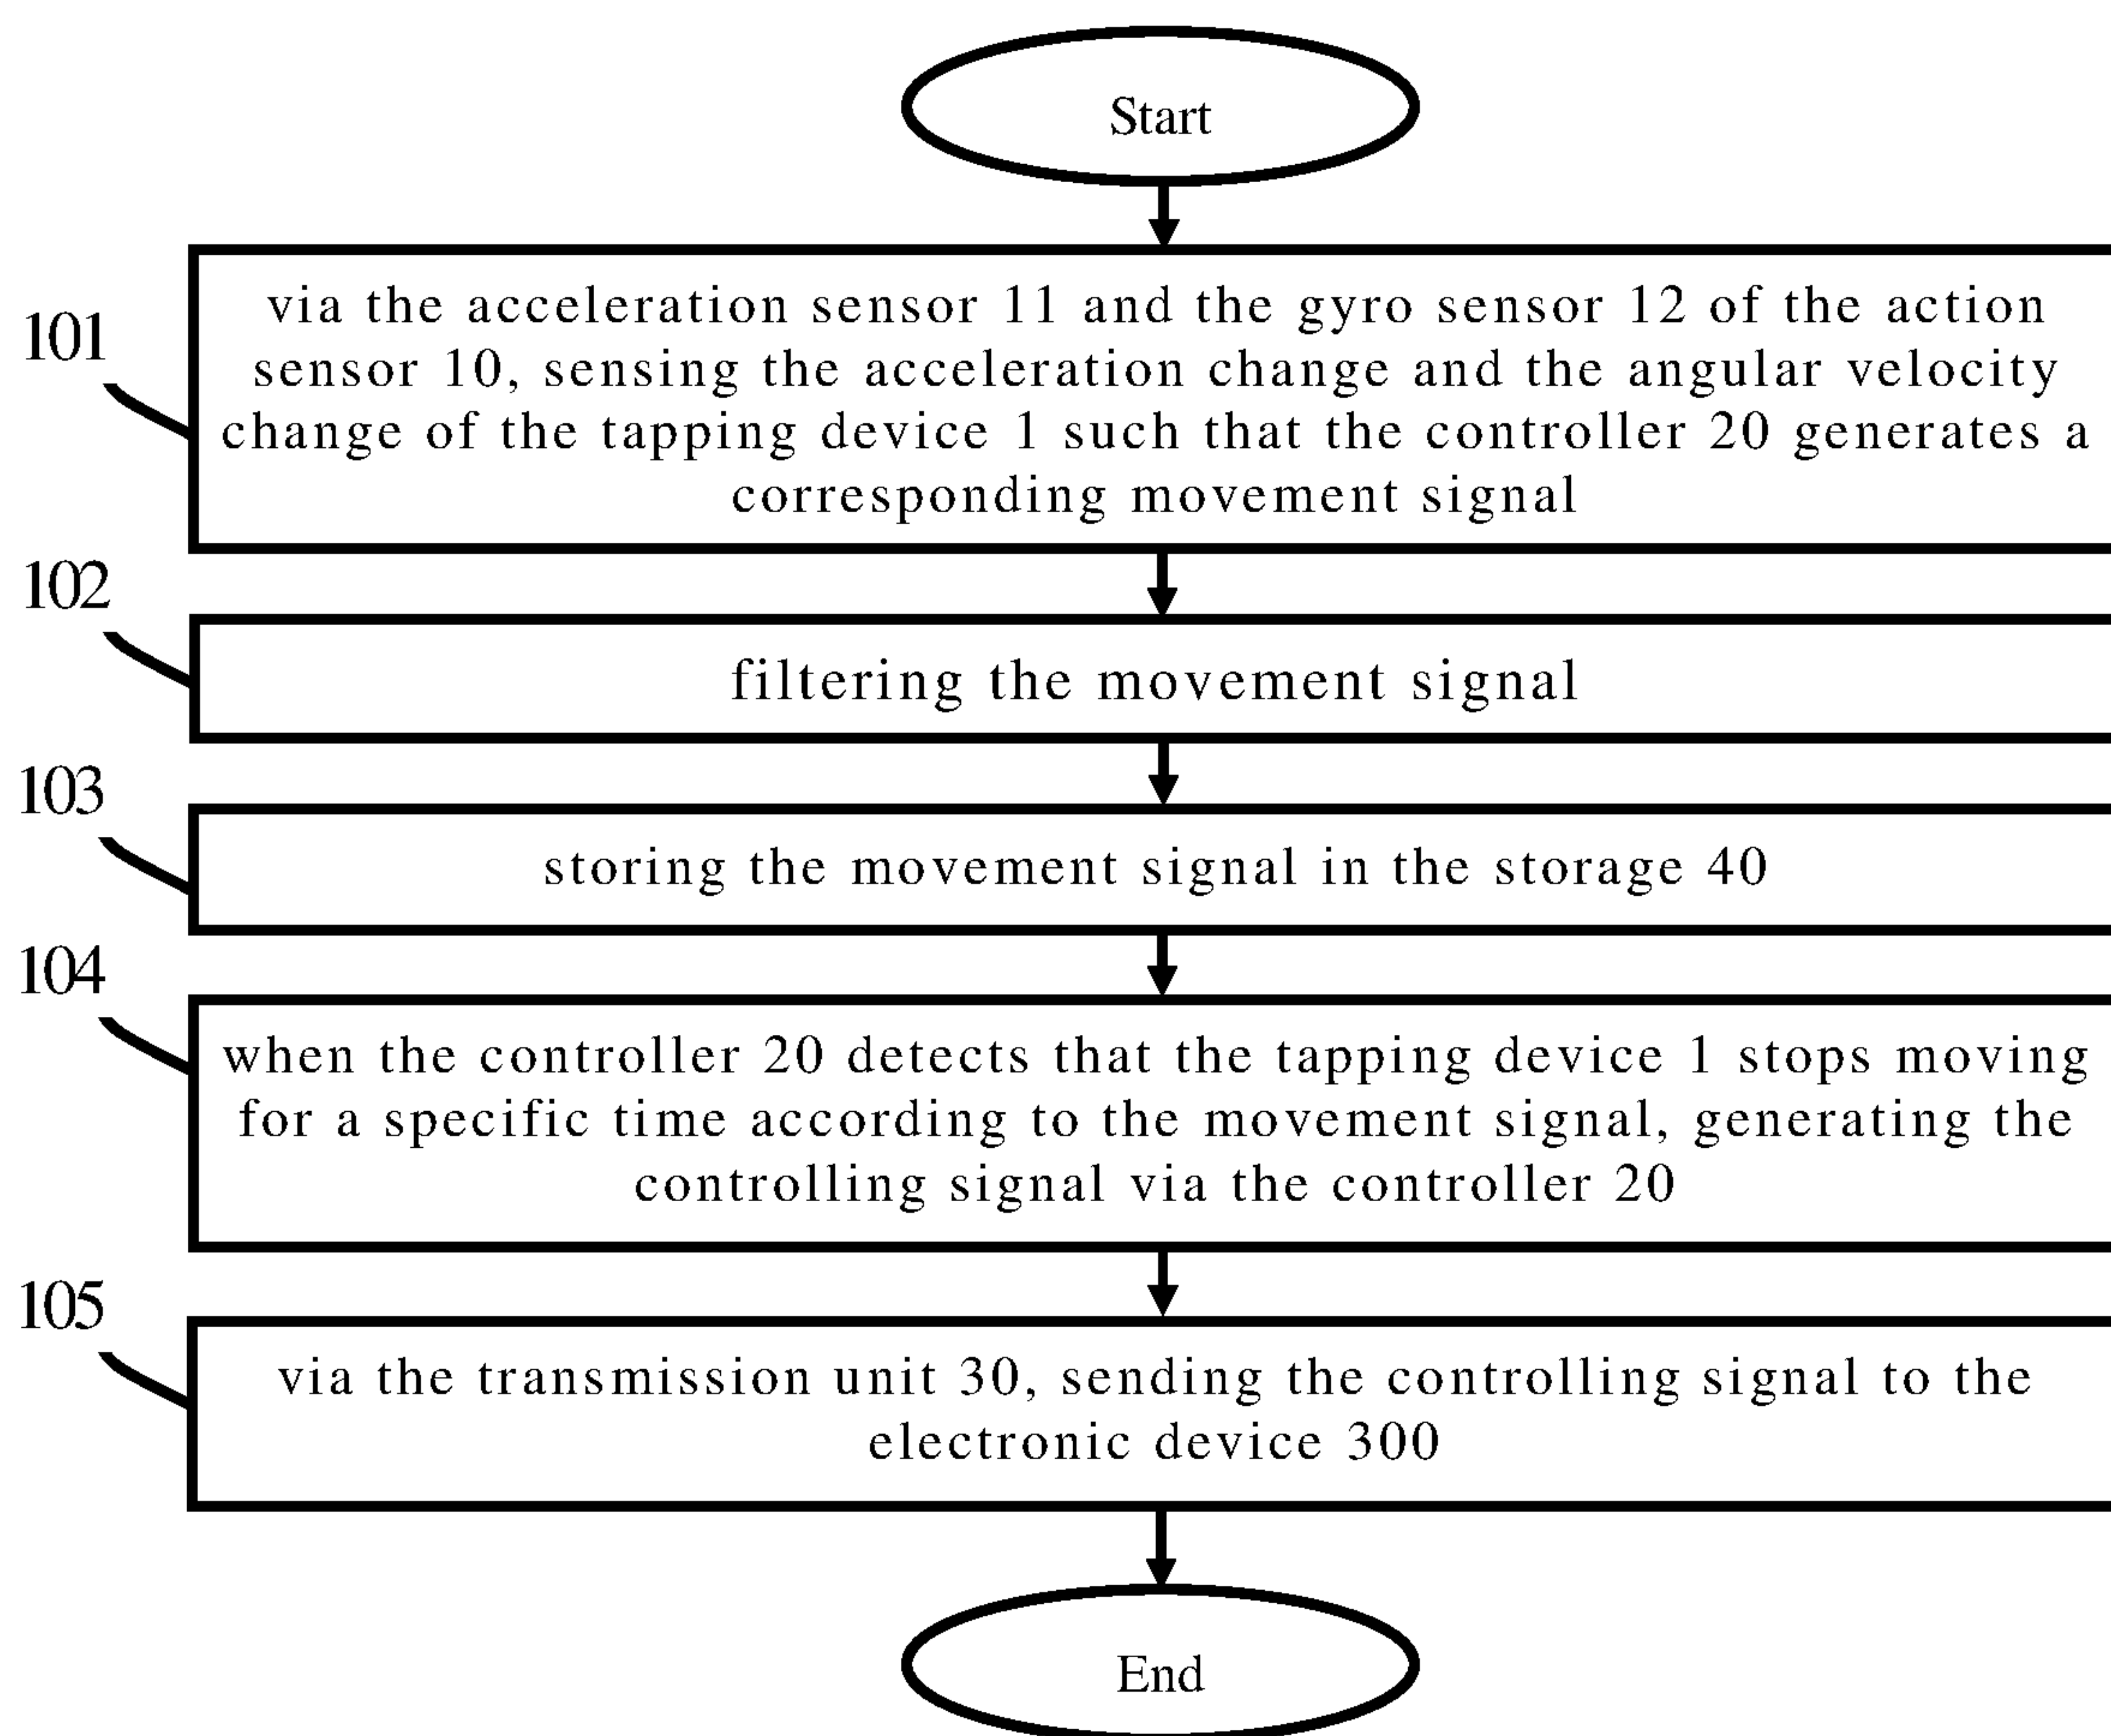 Start
101
via the acceleration sensor 11 and the gyro sensor 12 of the action
sensor 10, sensing the acceleration change and the angular velocity
change of the tapping device 1 such that the controller 20 generates a
corresponding movement signal
102
filtering the movement signal
103
storing the movement signal in the storage 40
104
when the controller 20 detects that the tapping device 1 stops moving
for a specific time according to the movement signal, generating the
controlling signal via the controller 20
105
via the transmission unit 30, sending the controlling signal to the
electronic device 300
End